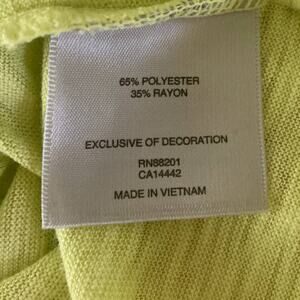 65% POLYESTER
35% RAYON
EXCLUSIVE OF DECORATION
RN88201
CA14442
MADE IN VIETNAM